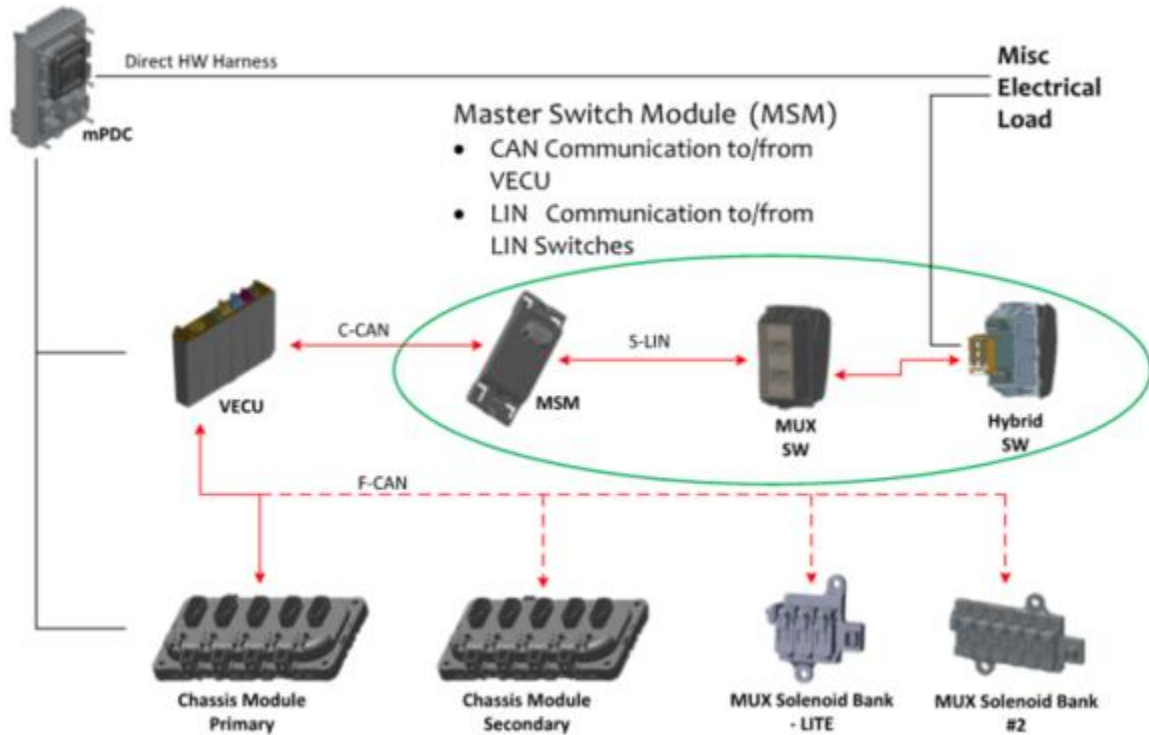 Direct HW Harness
mPDC
Misc
Electrical
Load
Master Switch Module (MSM)
• CAN Communication to/from
VECU
• LIN Communication to/from
LIN Switches
C-CAN
S-LIN
VECU
MSM
MUX
SW
Hybrid
SW
F-CAN
Chassis Module
Primary
Chassis Module
Secondary
MUX Solenoid Bank
- LITE
MUX Solenoid Bank
#2